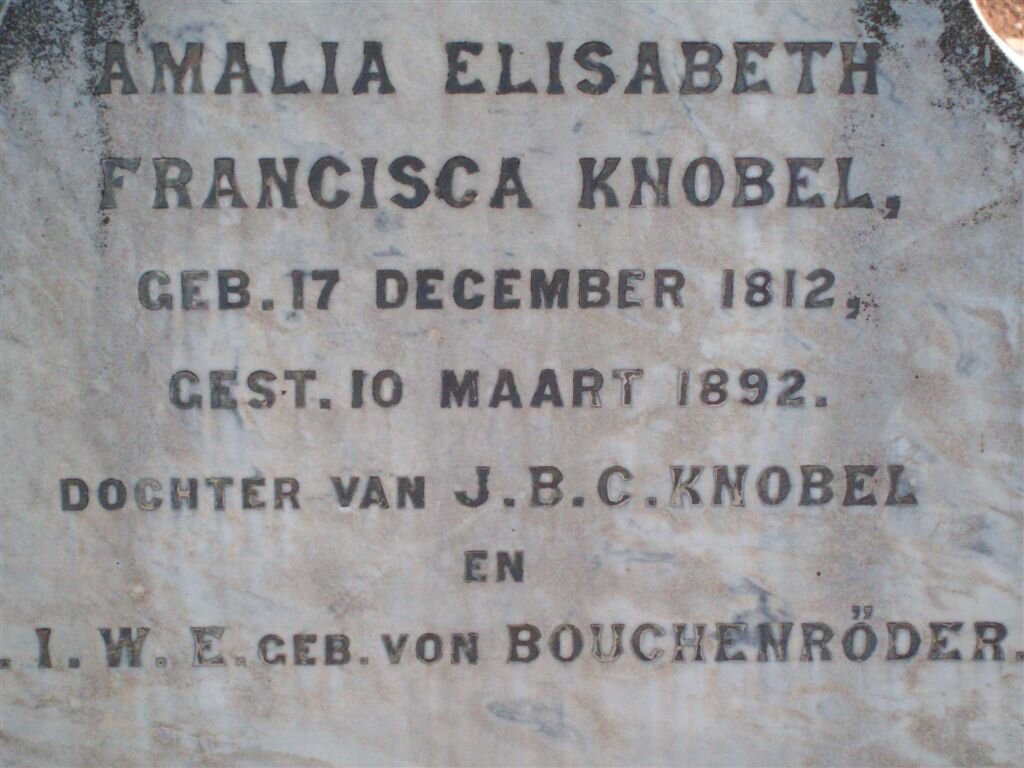 AMALIA ELISABETH
FRANCISCA KNOBEL,
GEB. 17 DECEMBER 1812,
GEST. 10 MAART 1892.
DOCHTER VAN J. B. C. KNOBEL
EN
. I. W. E. GEB. VON BOUCHENRÖDER.